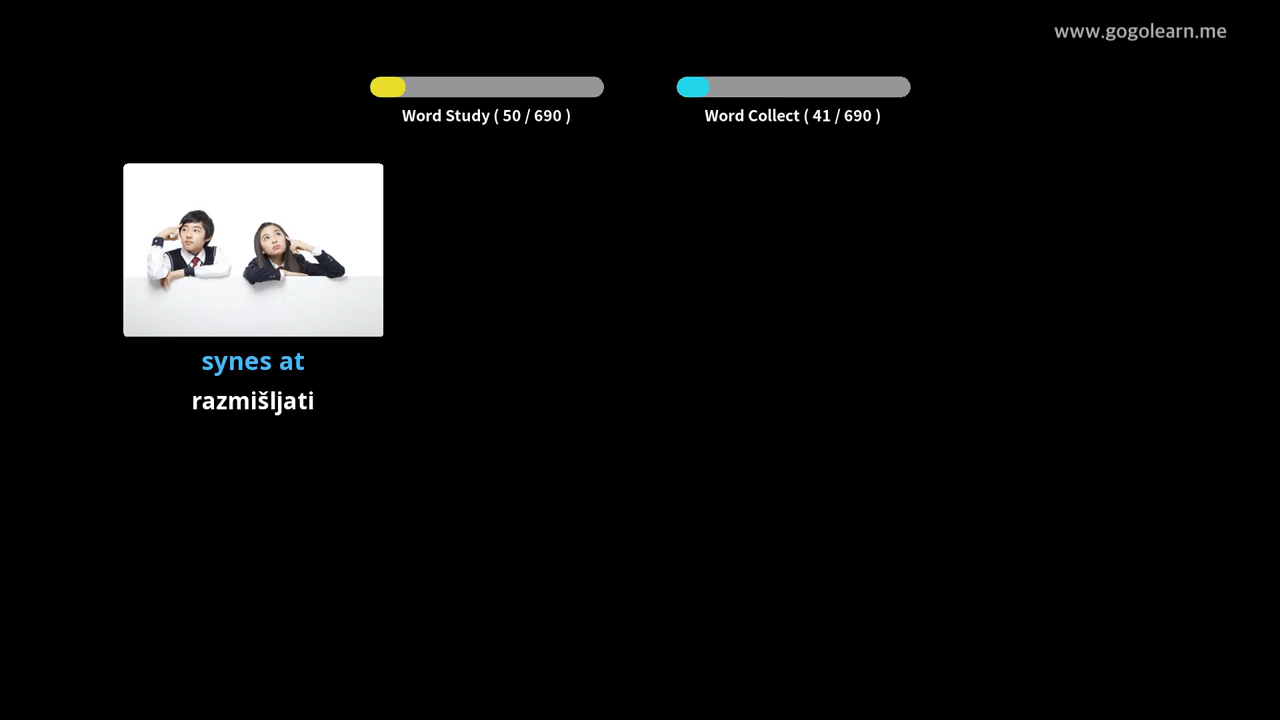 www.gogolearn.me
Word Study ( 50 / 690 )
Word Collect ( 41 / 690 )
synes at
razmišljati